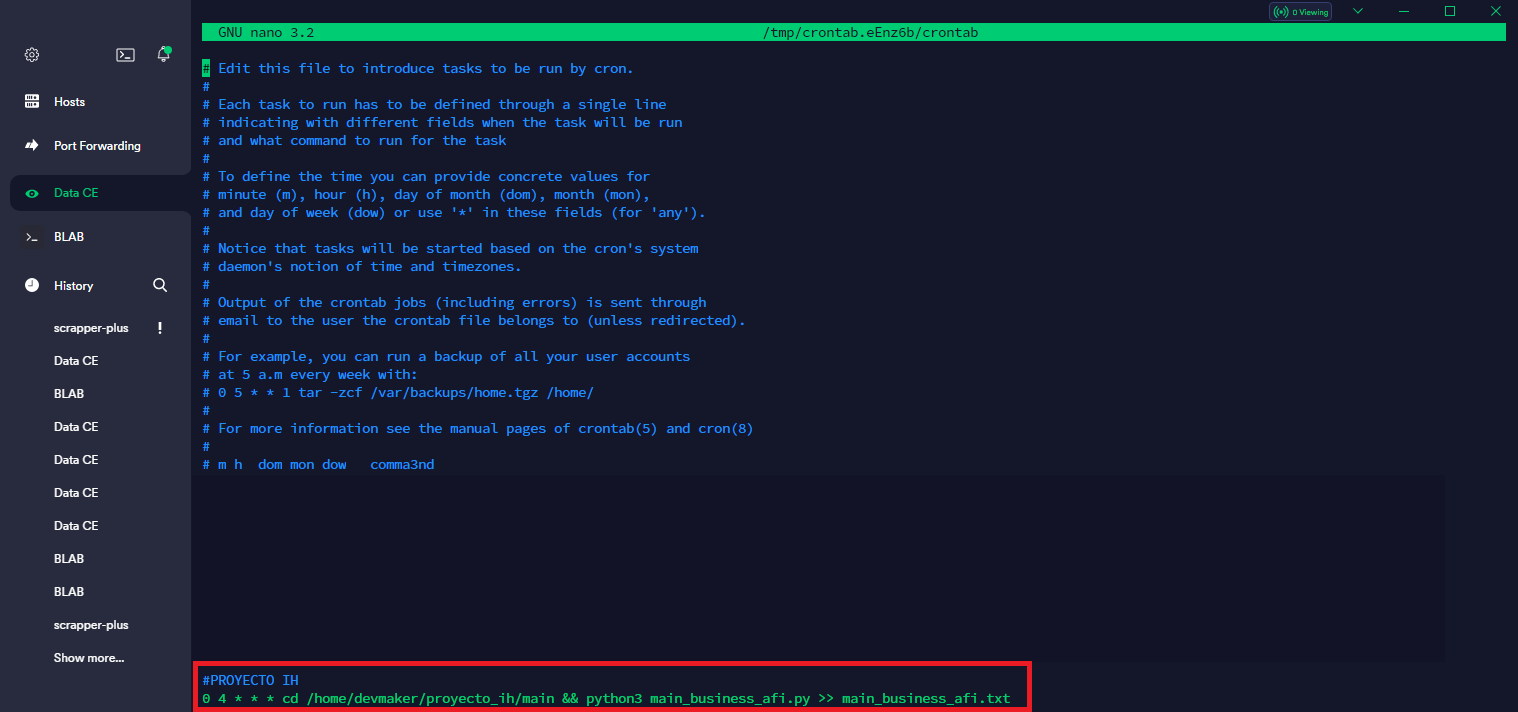 0 Viewing
GNU nano 3.2 /tmp/crontab.eEnz6b/crontab
Hosts
Port Forwarding
Data CE
BLAB
History
scrapper-plus
Data CE
BLAB
Data CE
Data CE
Data CE
Data CE
BLAB
BLAB
scrapper-plus
Show more...
# Edit this file to introduce tasks to be run by cron.
#
# Each task to run has to be defined through a single line
# indicating with different fields when the task will be run
# and what command to run for the task
#
# To define the time you can provide concrete values for
# minute (m), hour (h), day of month (dom), month (mon),
# and day of week (dow) or use '*' in these fields (for 'any').
#
# Notice that tasks will be started based on the cron's system
# daemon's notion of time and timezones.
#
# Output of the crontab jobs (including errors) is sent through
# email to the user the crontab file belongs to (unless redirected).
#
# For example, you can run a backup of all your user accounts
# at 5 a.m every week with:
# 0 5 * * 1 tar -zcf /var/backups/home.tgz /home/
#
# For more information see the manual pages of crontab(5) and cron(8)
#
# m h  dom mon dow   comma3nd
#PROYECTO IH
0 4 * * * cd /home/devmaker/proyecto_ih/main && python3 main_business_afi.py >> main_business_afi.txt